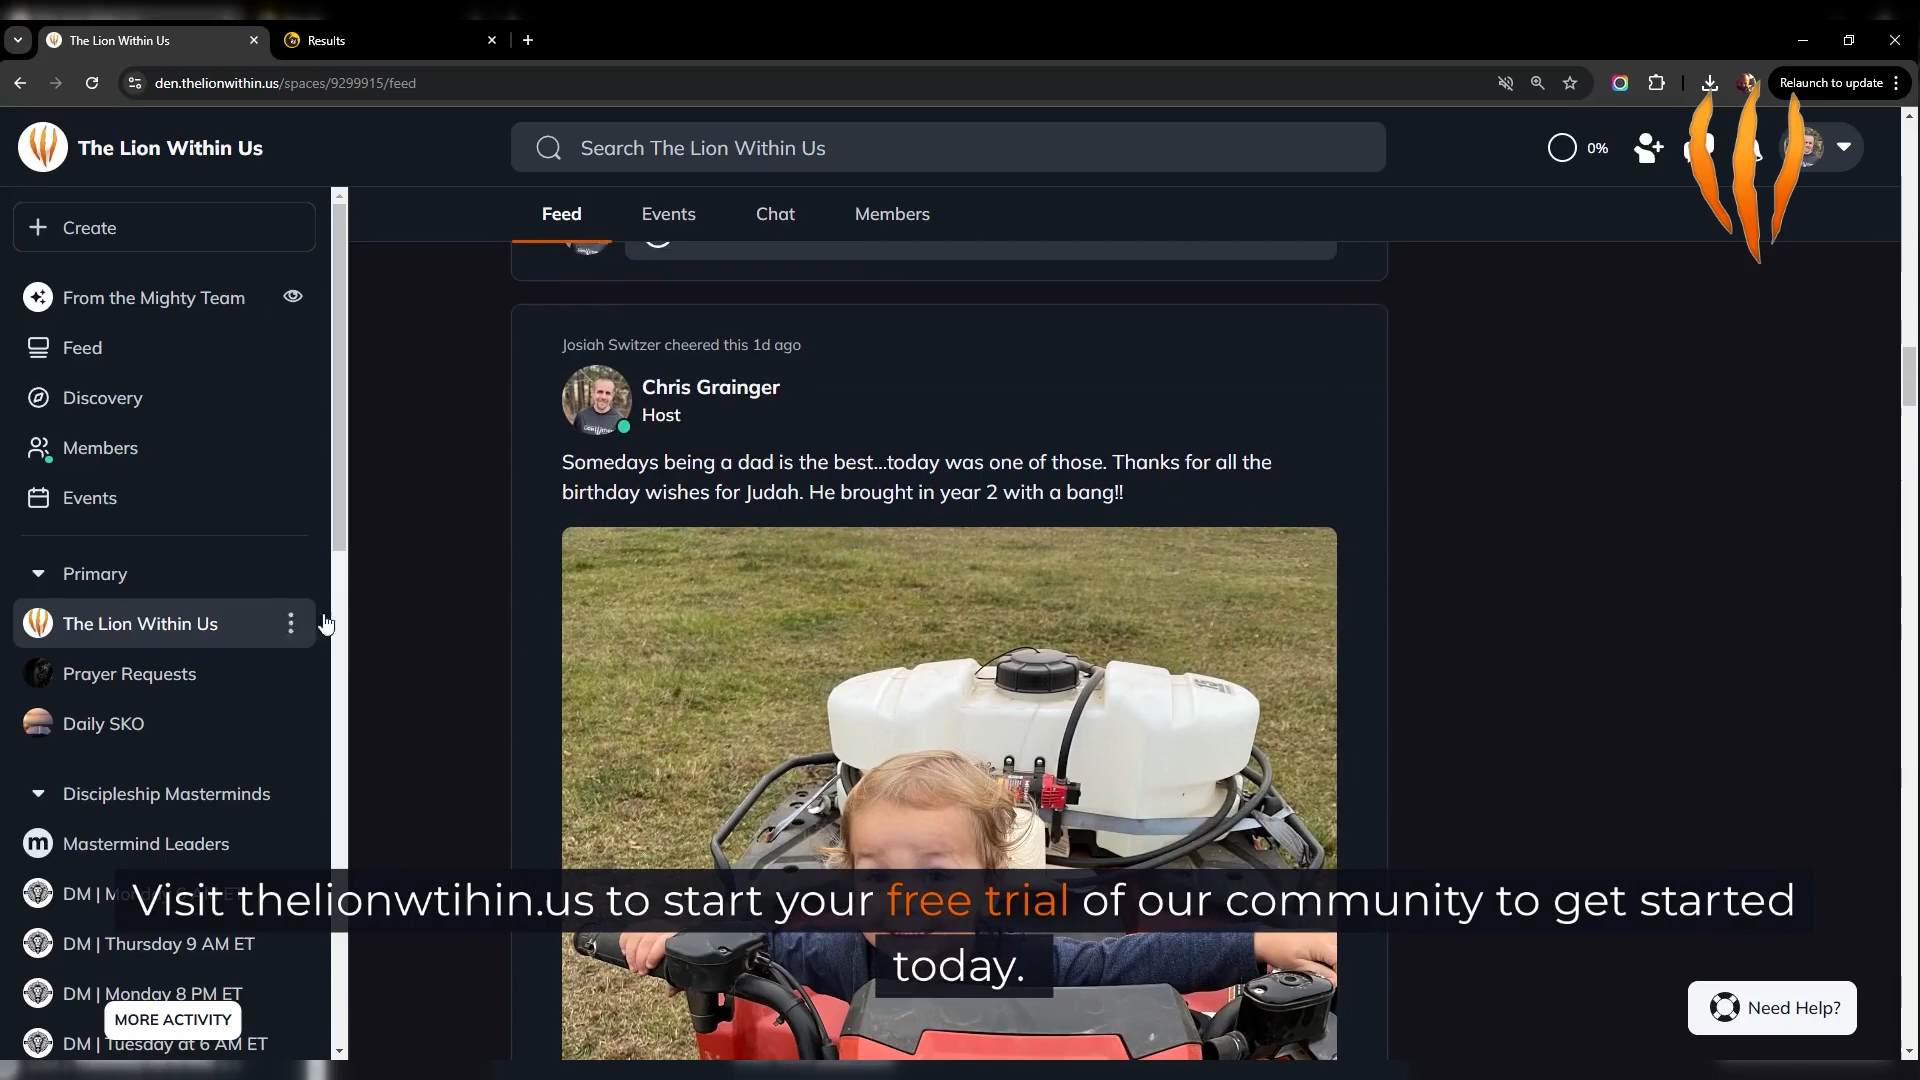 The Lion Within Us
Results
den.thelionwithin.us/spaces/9299915/feed
Relaunch to update
The Lion Within Us
Search The Lion Within Us
0%
Create
Feed
Events
Chat
Members
From the Mighty Team
Feed
Discovery
Members
Events
Primary
The Lion Within Us
Prayer Requests
Daily SKO
Discipleship Masterminds
m
Mastermind Leaders
DM |
DM | Thursday 9 AM ET
DM | Monday 8 PM ET
MORE ACTIVITY
DM | Tuesday at 6 AM ET
Josiah Switzer cheered this 1d ago
Chris Grainger
Host
Somedays being a dad is the best...today was one of those. Thanks for all the
birthday wishes for Judah. He brought in year 2 with a bang!!
Visit thelionwtihin.us to start your free trial of our community to get started
today.
Need Help?